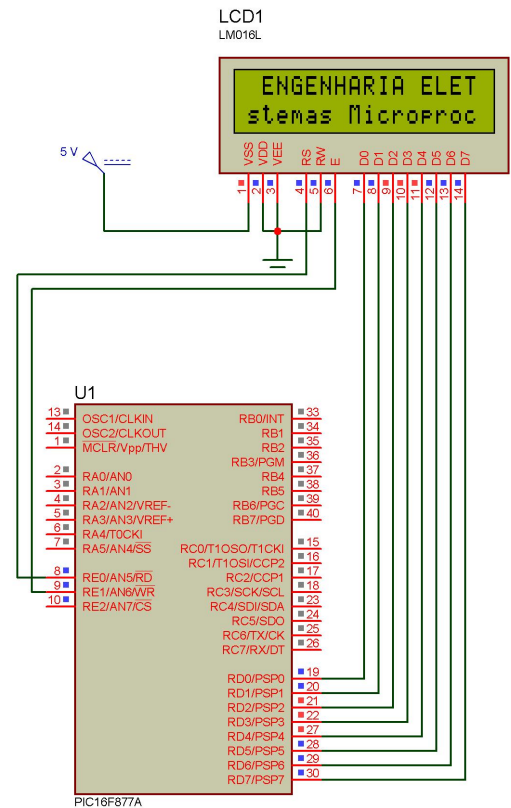 LCD1
LM016L
ENGENHARIA ELET
stemas Microproc
5 V
VSS VDD VEE RS RW E D0 D1 D2 D3 D4 D5 D6 D7
1 2 3 4 5 6 7 8 9 10 11 12 13 14
U1
13 OSC1/CLKIN RB0/INT 33
14 OSC2/CLKOUT RB1 34
1 MCLR/Vpp/THV RB2 35
RB3/PGM 36
2 RA0/AN0 RB4 37
3 RA1/AN1 RB5 38
4 RA2/AN2/VREF- RB6/PGC 39
5 RA3/AN3/VREF+ RB7/PGD 40
6 RA4/T0CKI
7 RA5/AN4/SS RC0/T1OSO/T1CKI 15
RC1/T1OSI/CCP2 16
8 RE0/AN5/RD RC2/CCP1 17
9 RE1/AN6/WR RC3/SCK/SCL 18
10 RE2/AN7/CS RC4/SDI/SDA 23
RC5/SDO 24
RC6/TX/CK 25
RC7/RX/DT 26
RD0/PSP0 19
RD1/PSP1 20
RD2/PSP2 21
RD3/PSP3 22
RD4/PSP4 27
RD5/PSP5 28
RD6/PSP6 29
RD7/PSP7 30
PIC16F877A